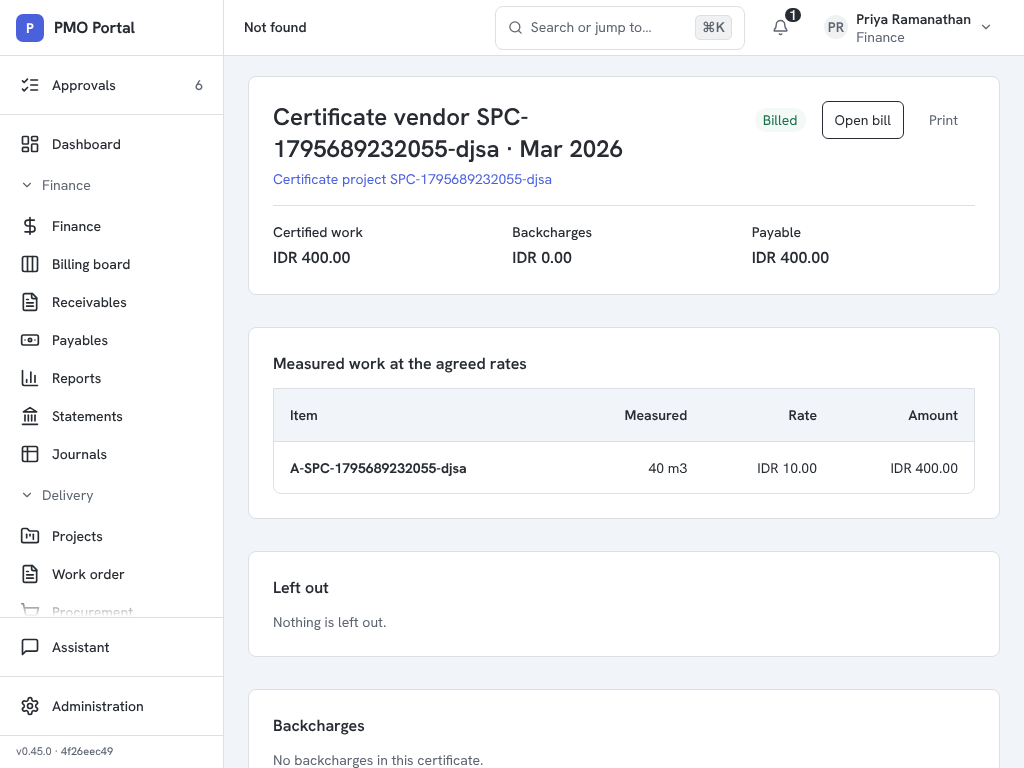 P
PMO Portal
Not found
Search or jump to...
⌘K
1
PR
Priya Ramanathan
Finance
Approvals
6
Dashboard
Finance
Finance
Billing board
Receivables
Payables
Reports
Statements
Journals
Delivery
Projects
Work order
Procurement
Assistant
Administration
v0.45.0 · 4f26eec49
Certificate vendor SPC-
1795689232055-djsa · Mar 2026
Billed
Open bill
Print
Certificate project SPC-1795689232055-djsa
Certified work
Backcharges
Payable
IDR 400.00
IDR 0.00
IDR 400.00
Measured work at the agreed rates
Item
Measured
Rate
Amount
A-SPC-1795689232055-djsa
40 m3
IDR 10.00
IDR 400.00
Left out
Nothing is left out.
Backcharges
No backcharges in this certificate.